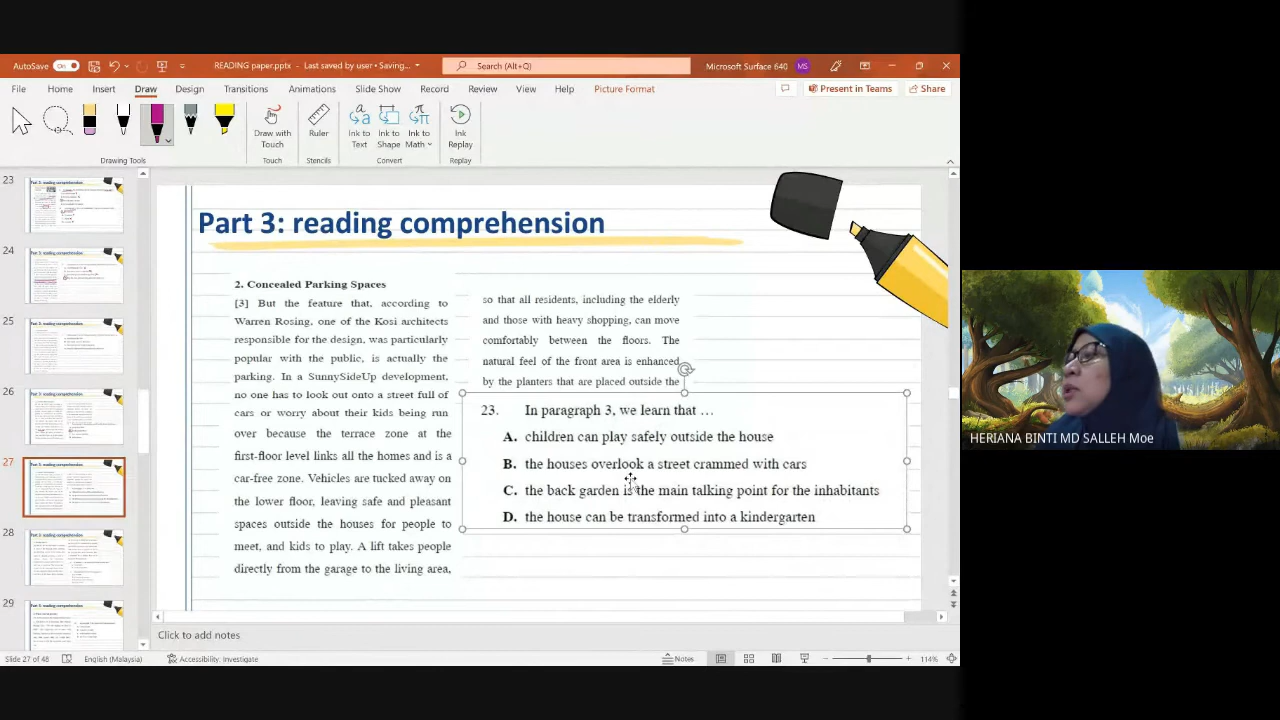 AutoSave On READING paper.pptx - Last saved by user • Saving... Search (Alt+Q) Microsoft Surface 640 MS
File Home Insert Draw Design Transitions Animations Slide Show Record Review View Help Picture Format Present in Teams Share
Draw with Touch
Ruler
Ink to Text
Ink to Shape
Ink to Math
Ink Replay
Drawing Tools Touch Stencils Convert Replay
23
24
25
26
27
28
29
Part 3: reading comprehension
2. Concealed Parking Spaces
[3] But the feature that, according to
Warren Rosing, one of the Kosi architects
responsible for the design, was particularly
popular with the public, is actually the
parking. In a SunnySideUp development,
one has to look out onto a street full of
or worry about their kids being run
over because the terrace zone at the
first-floor level links all the homes and is a
-free zone. Vehicles are tucked away on
lower floor, leaving safe and pleasant
spaces outside the houses for people to
meet, and kids to play. A lift takes people
directly from the garage to the living area,
so that all residents, including the elderly
and those with heavy shopping, can move
comfortably between the floors. The
natural feel of the front area is enhanced
by the planters that are placed outside the
23. In paragraph 3, we learn that …
A. children can play safely outside the house
B. the houses overlook a street crammed with cars
C. the back garden is the main talking point for the inhabitants
D. the house can be transformed into a kindergarten
HERIANA BINTI MD SALLEH Moe
Click to add notes
Slide 27 of 48 English (Malaysia) Accessibility: Investigate Notes 114%